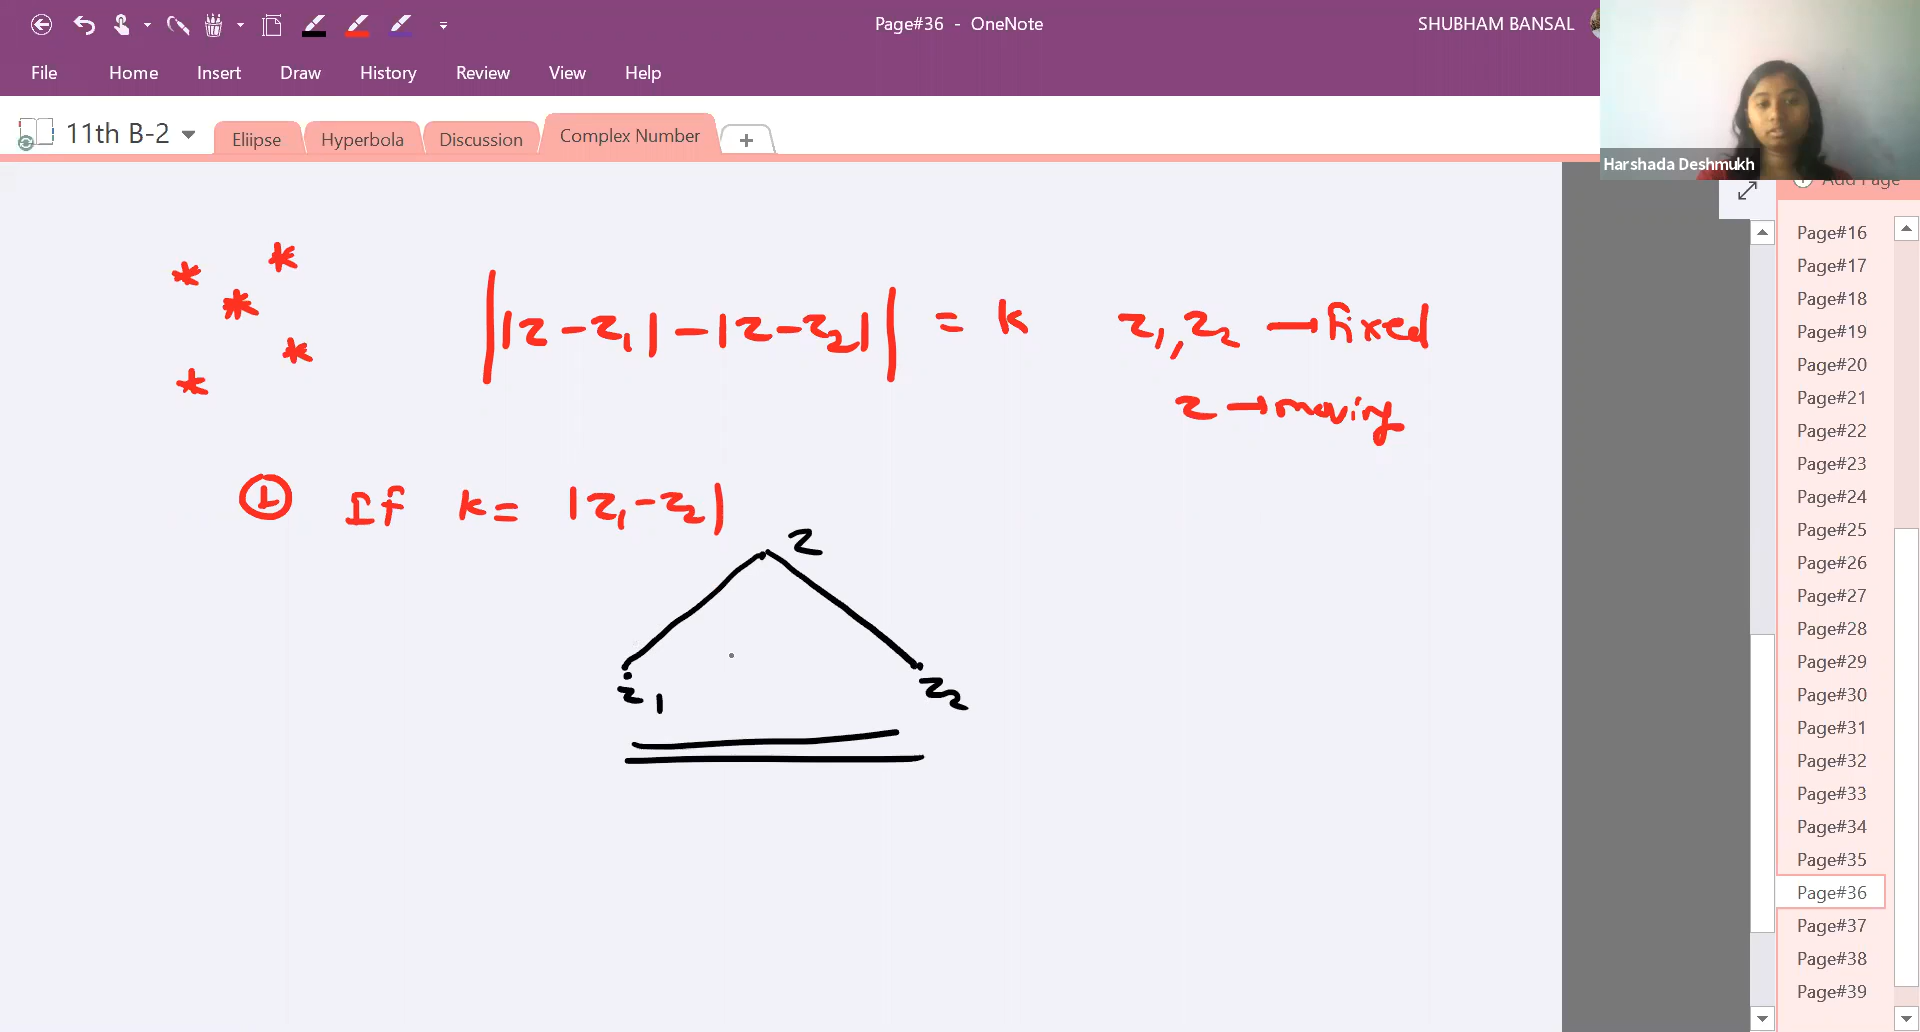 Page#36 - OneNote
SHUBHAM BANSAL
File Home Insert Draw History Review View Help
Harshada Deshmukh
11th B-2
Eliipse Hyperbola Discussion Complex Number +
Add Page
Page#16
Page#17
Page#18
Page#19
Page#20
Page#21
Page#22
Page#23
Page#24
Page#25
Page#26
Page#27
Page#28
Page#29
Page#30
Page#31
Page#32
Page#33
Page#34
Page#35
Page#36
Page#37
Page#38
Page#39
||z-z₁|-|z-z₂|| = k z₁,z₂ → Fixed
z → moving
① If k = |z₁-z₂|
z
z₁ z₂